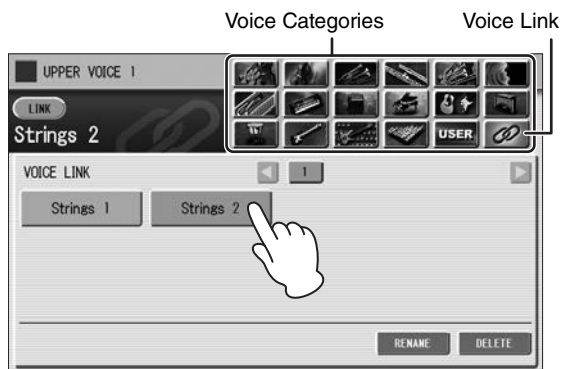 Voice Categories Voice Link
UPPER VOICE 1
LINK
Strings 2
USER
VOICE LINK 1
Strings 1 Strings 2
RENAME DELETE